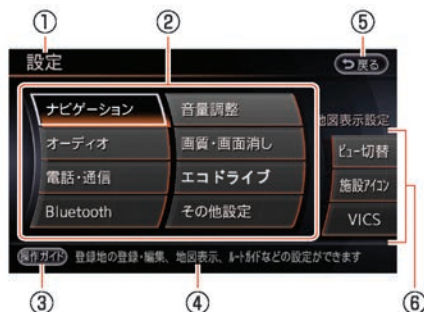 ① ② ⑤
設定
戻る
ナビゲーション 音量調整
地図表示設定
オーディオ 画質・画面消し
ビュー切替
電話・通信 エコドライブ
施設アイコン
Bluetooth その他設定
VICS
操作ガイド 登録地の登録・編集、地図表示、ルートガイドなどの設定ができます
③ ④ ⑥